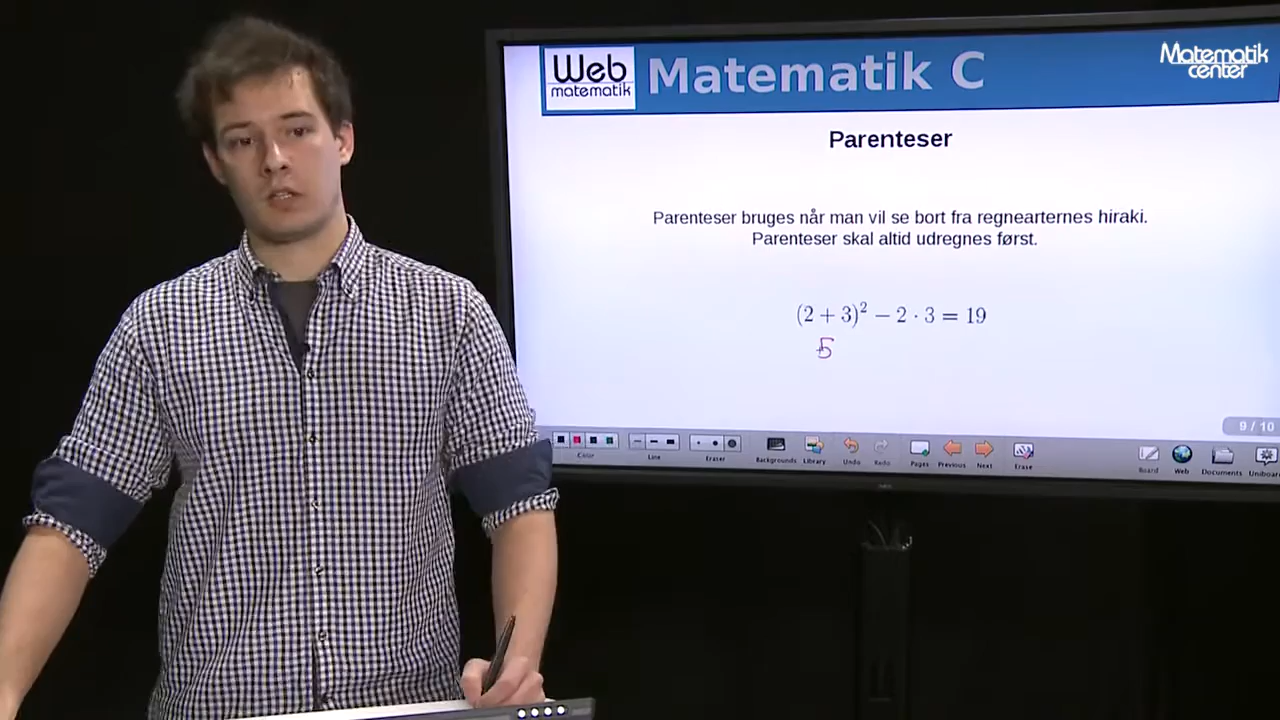 Web
matematik
Matematik C
Matematik
center
Parenteser
Parenteser bruges når man vil se bort fra regnearternes hiraki.
Parenteser skal altid udregnes først.
(2 + 3)² − 2 · 3 = 19
5
9 / 10
Color
Line
Eraser
Backgrounds
Library
Undo
Redo
Pages
Previous
Next
Erase
Board
Web
Documents
Uniboar